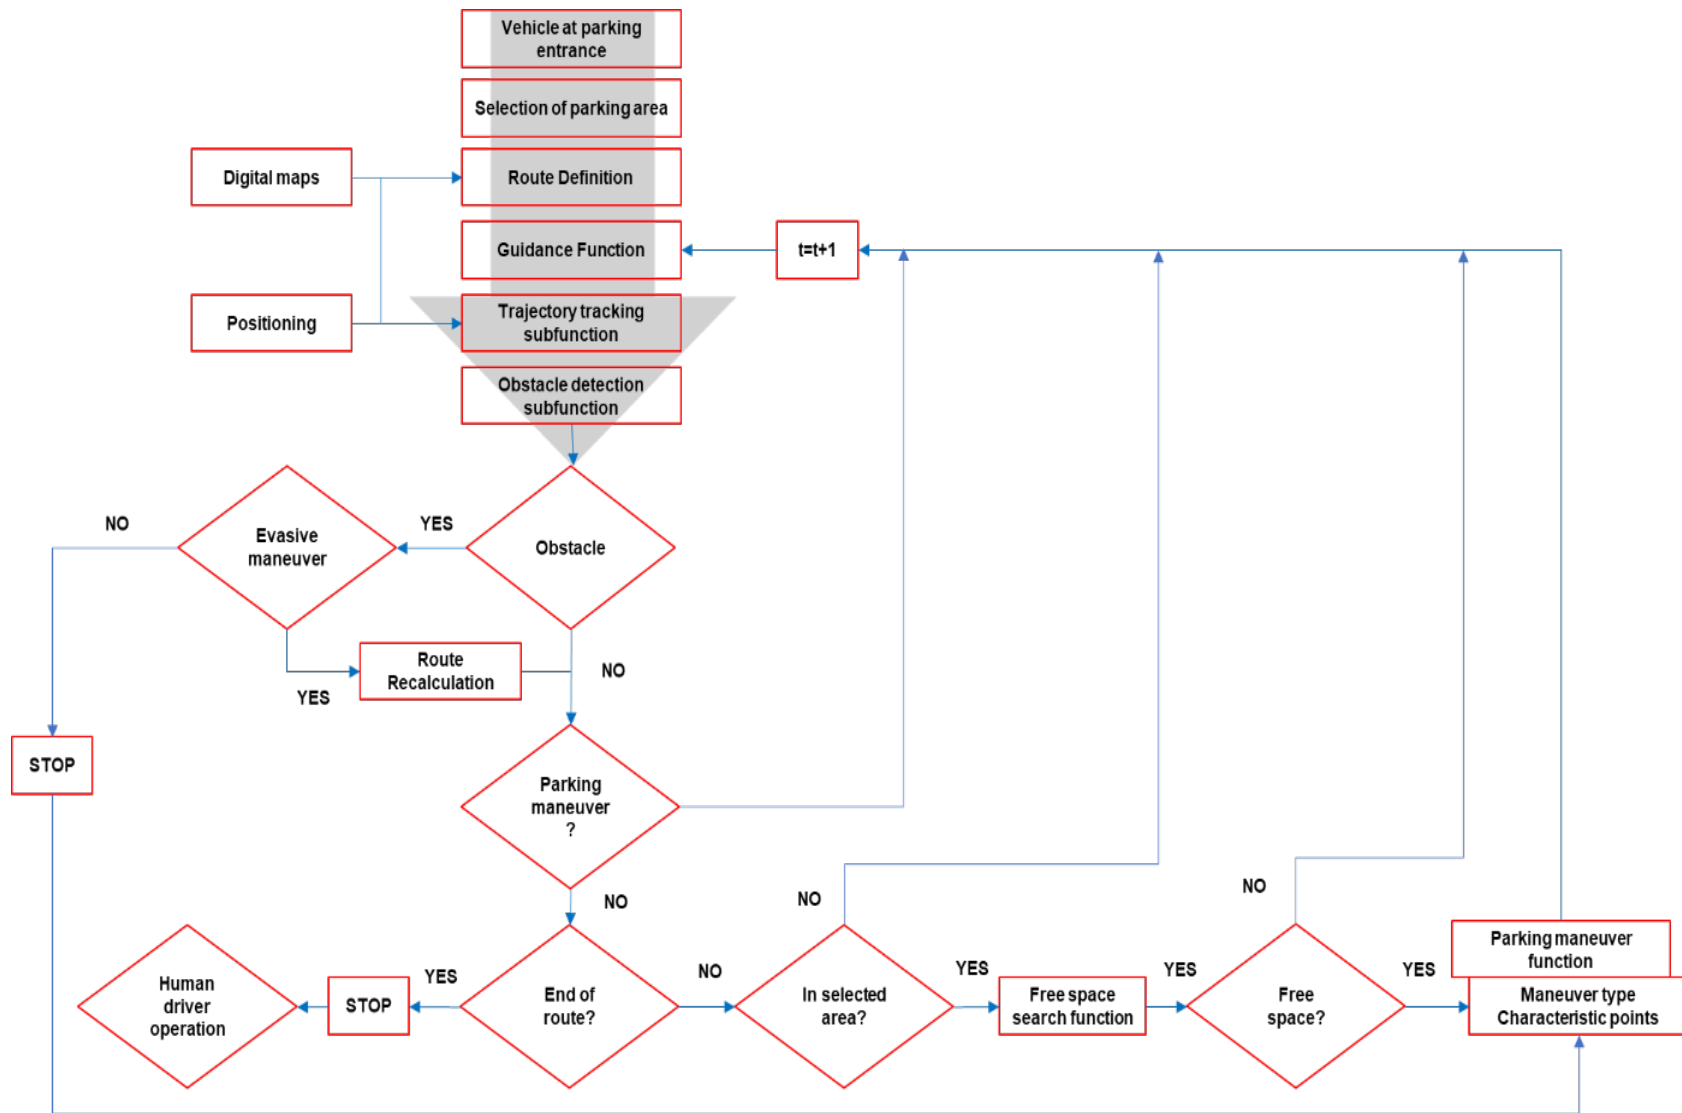 Vehicle at parking
entrance
Selection of parking area
Digital maps
Route Definition
Guidance Function
t=t+1
Positioning
Trajectory tracking
subfunction
Obstacle detection
subfunction
NO
Evasive
maneuver
YES
Obstacle
YES
Route
Recalculation
NO
STOP
Parking
maneuver
?
NO
NO
NO
Human
driver
operation
STOP
YES
End of
route?
NO
In selected
area?
YES
Free space
search function
YES
Free
space?
YES
Parking maneuver
function
Maneuver type
Characteristic points